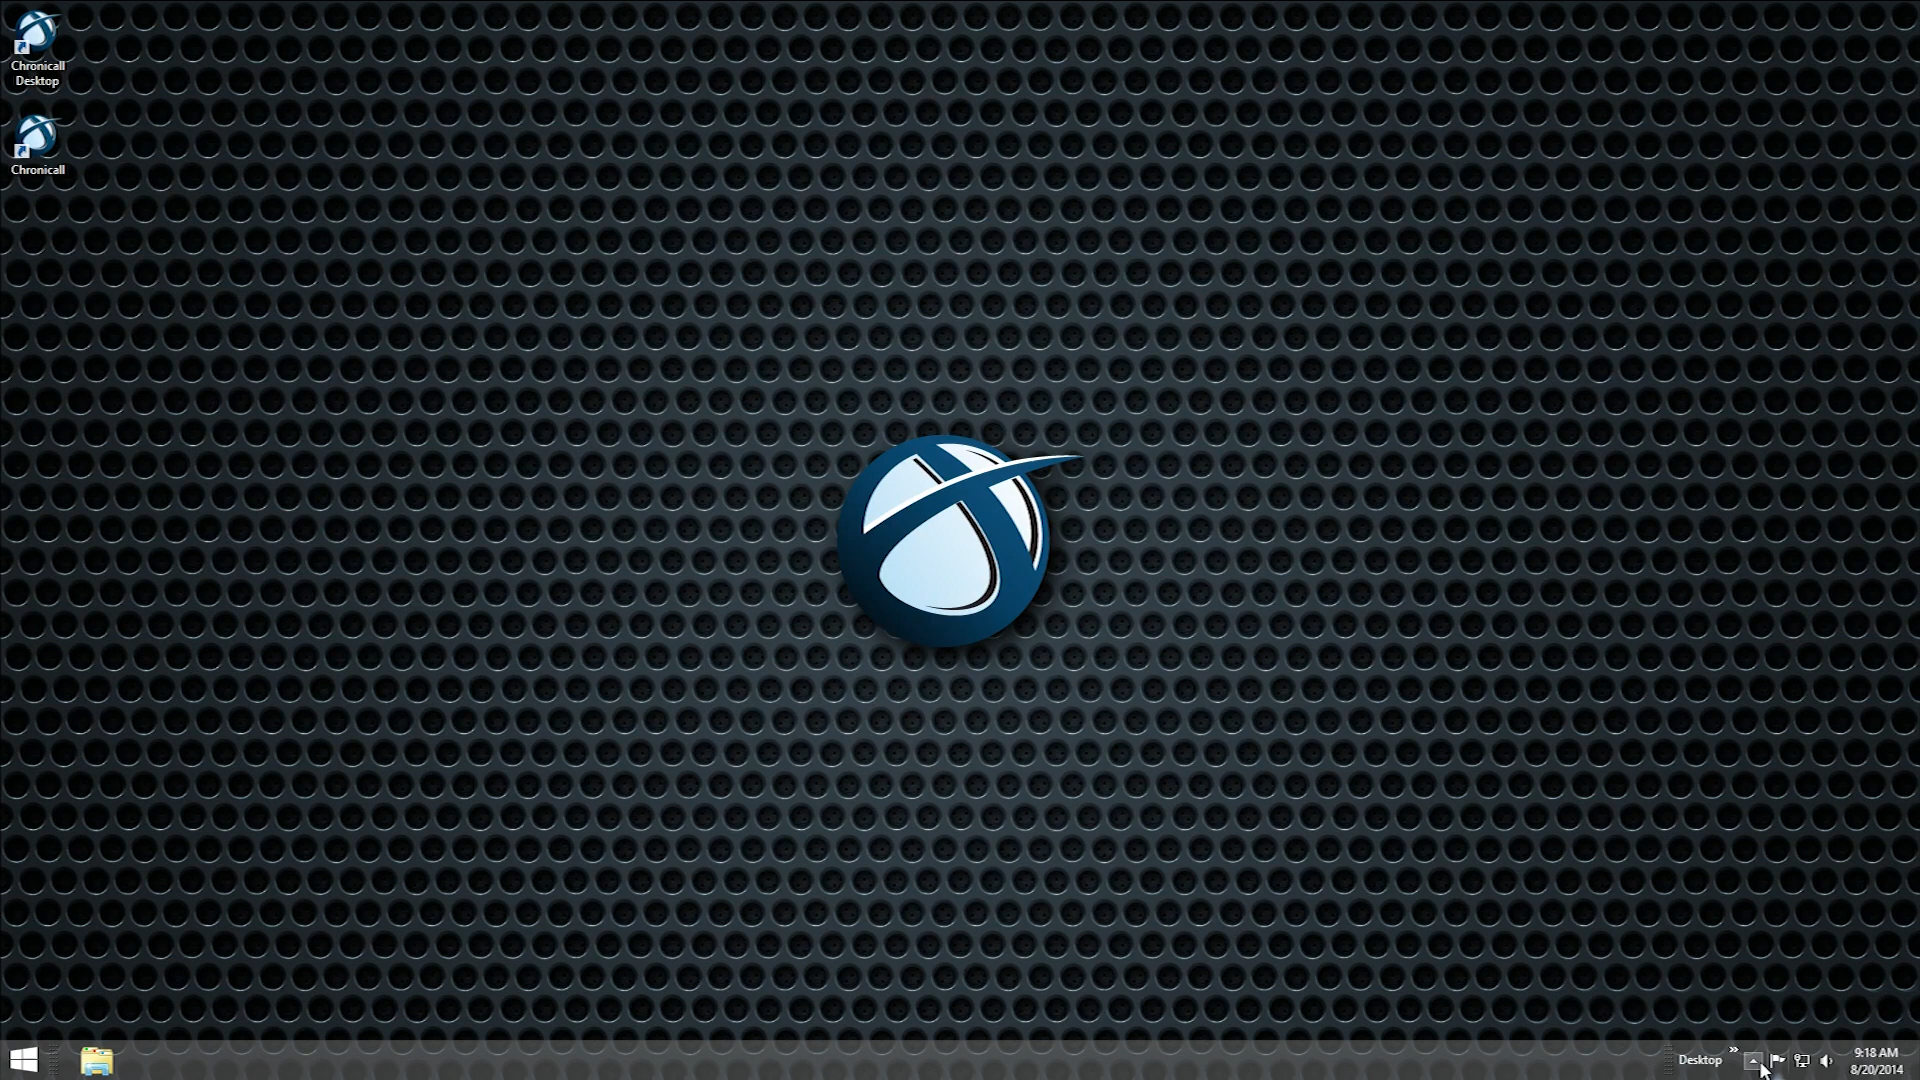 Chronicall
Desktop
Chronicall
Desktop
9:18 AM
8/20/2014